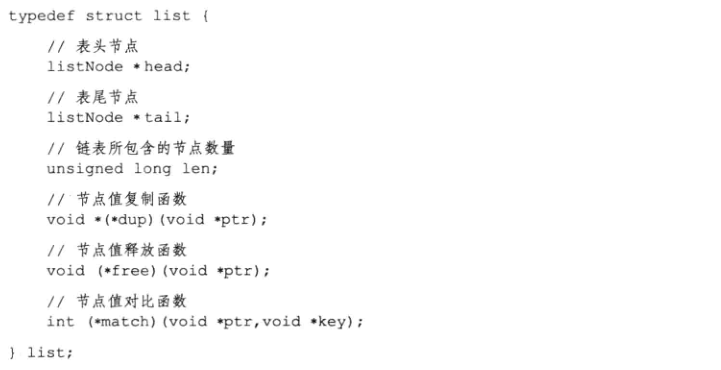 typedef struct list {
// 表头节点
listNode *head;
// 表尾节点
listNode *tail;
// 链表所包含的节点数量
unsigned long len;
// 节点值复制函数
void *(*dup)(void *ptr);
// 节点值释放函数
void (*free)(void *ptr);
// 节点值对比函数
int (*match)(void *ptr,void *key);
} list;